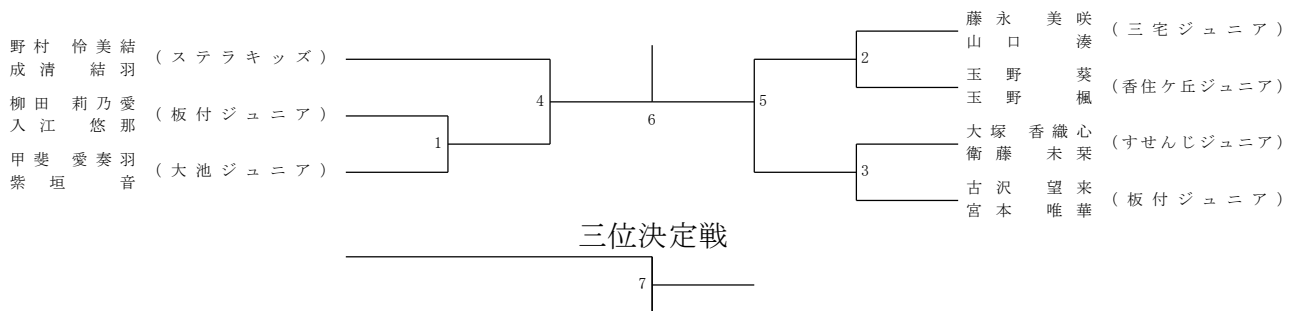 野村 怜美結
成清 結羽
(ステラキッズ)
柳田 莉乃愛
入江 悠那
(板付ジュニア)
甲斐 愛奏羽
紫垣 音
(大池ジュニア)
4
1
6
5
2
3
藤永 美咲
山口 湊
(三宅ジュニア)
玉野 葵
玉野 楓
(香住ケ丘ジュニア)
大塚 香織心
衛藤 未栞
(すせんじジュニア)
古沢 望来
宮本 唯華
(板付ジュニア)
三位決定戦
7